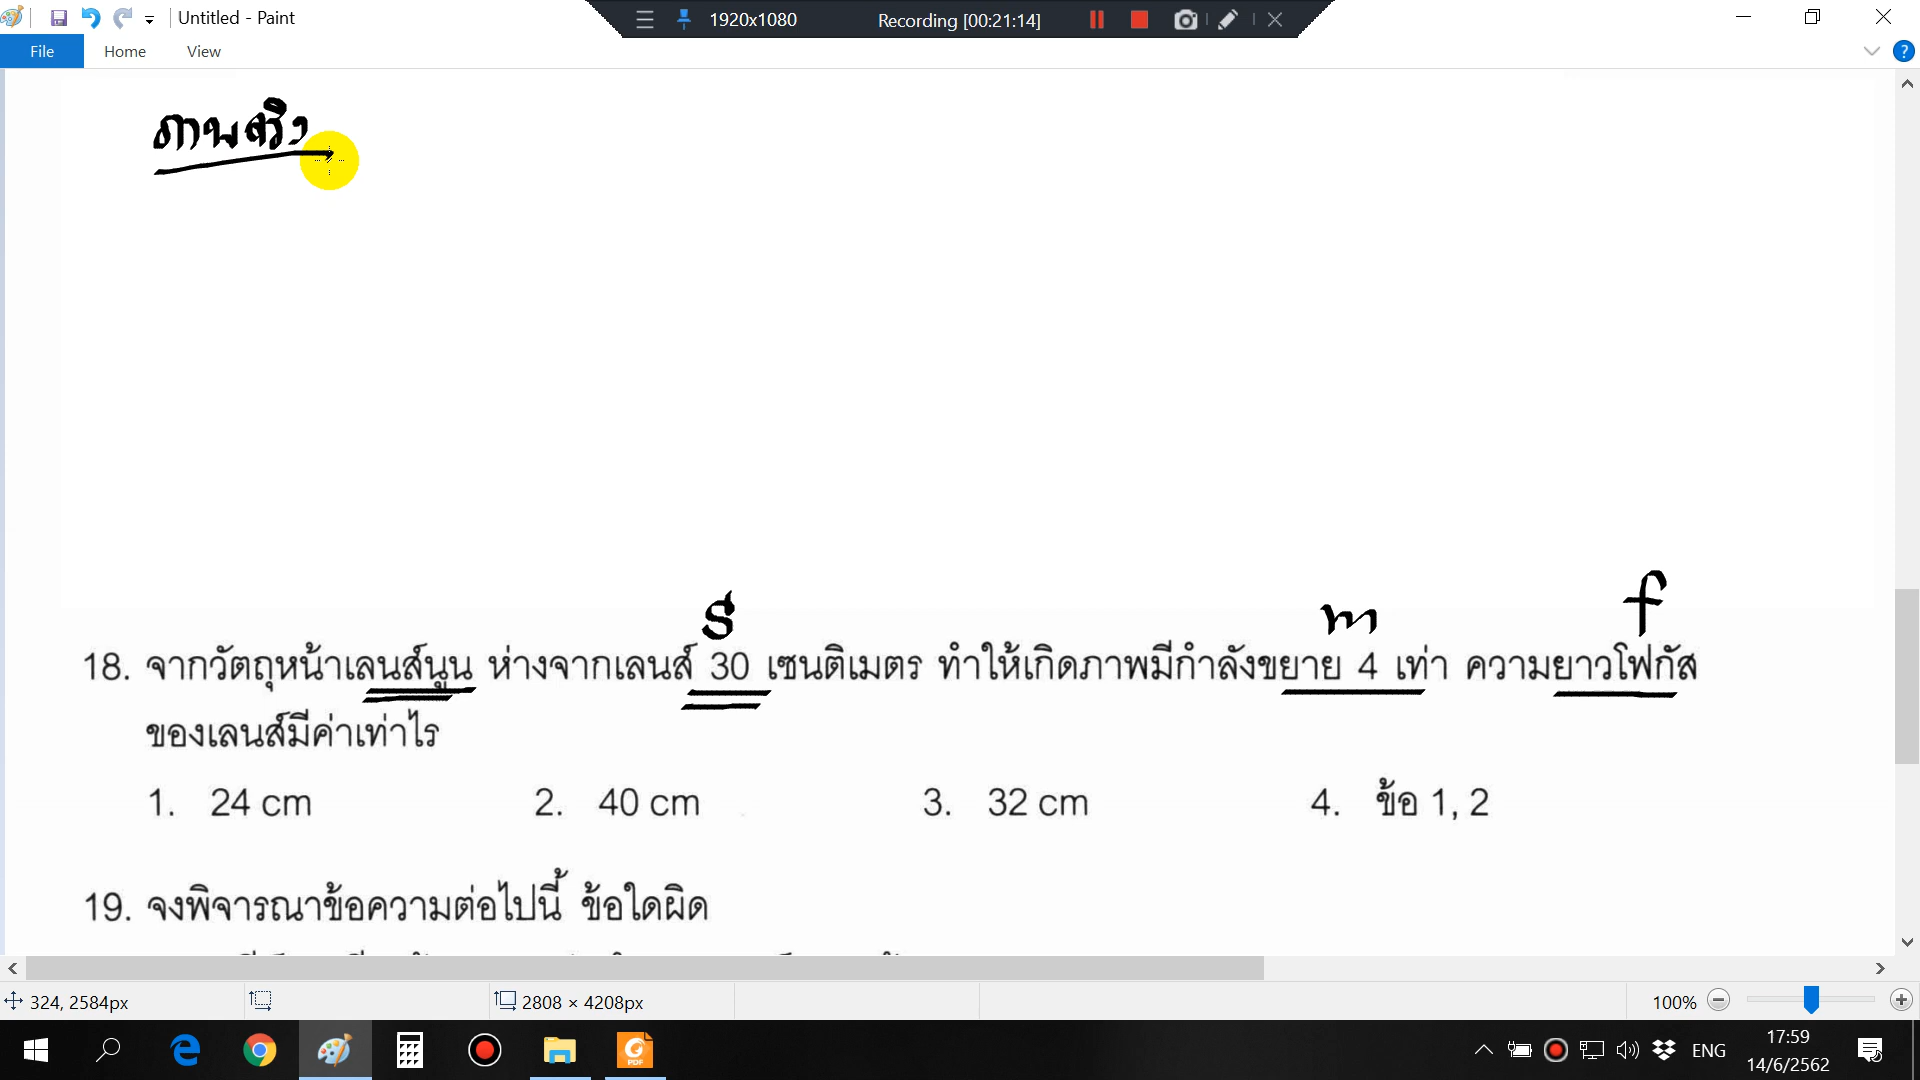 Untitled - Paint
1920x1080
Recording [00:21:14]
File
Home
View
ภาพจริง
s
m
f
18. จากวัตถุหน้าเลนส์นูน ห่างจากเลนส์ 30 เซนติเมตร ทำให้เกิดภาพมีกำลังขยาย 4 เท่า ความยาวโฟกัส
ของเลนส์มีค่าเท่าไร
1. 24 cm
2. 40 cm
3. 32 cm
4. ข้อ 1, 2
19. จงพิจารณาข้อความต่อไปนี้ ข้อใดผิด
324, 2584px
2808 × 4208px
100%
PDF
ENG
17:59
14/6/2562